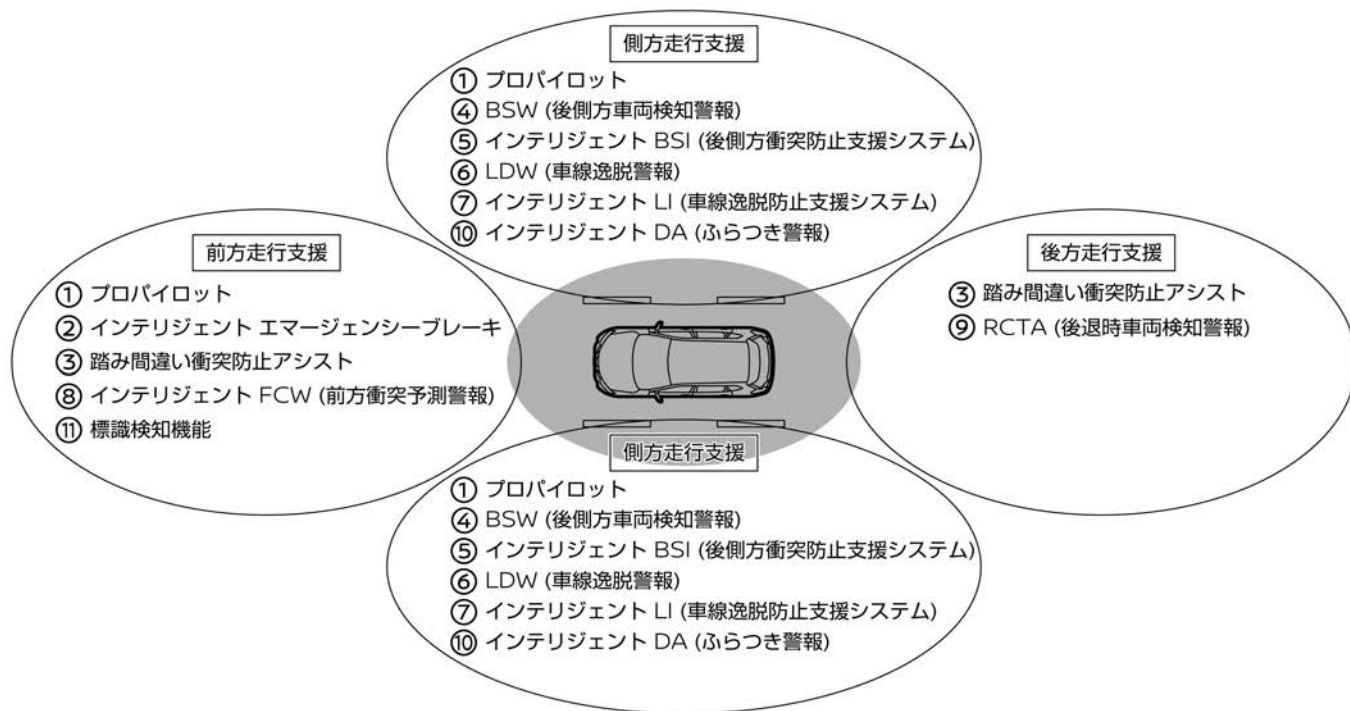 側方走行支援
① プロパイロット
④ BSW (後側方車両検知警報)
⑤ インテリジェント BSI (後側方衝突防止支援システム)
⑥ LDW (車線逸脱警報)
⑦ インテリジェント LI (車線逸脱防止支援システム)
⑩ インテリジェント DA (ふらつき警報)
前方走行支援
① プロパイロット
② インテリジェント エマージェンシーブレーキ
③ 踏み間違い衝突防止アシスト
⑧ インテリジェント FCW (前方衝突予測警報)
⑪ 標識検知機能
後方走行支援
③ 踏み間違い衝突防止アシスト
⑨ RCTA (後退時車両検知警報)
側方走行支援
① プロパイロット
④ BSW (後側方車両検知警報)
⑤ インテリジェント BSI (後側方衝突防止支援システム)
⑥ LDW (車線逸脱警報)
⑦ インテリジェント LI (車線逸脱防止支援システム)
⑩ インテリジェント DA (ふらつき警報)